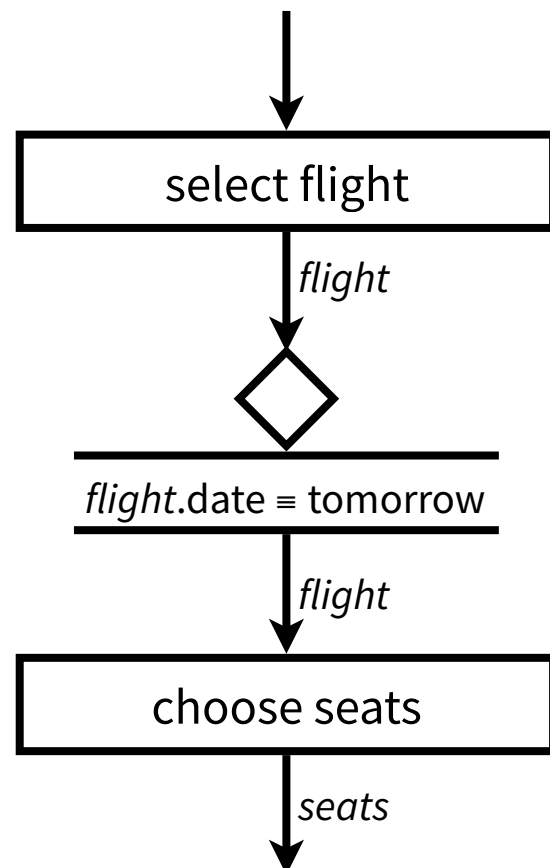 select flight
flight
flight.date ≡ tomorrow
flight
choose seats
seats